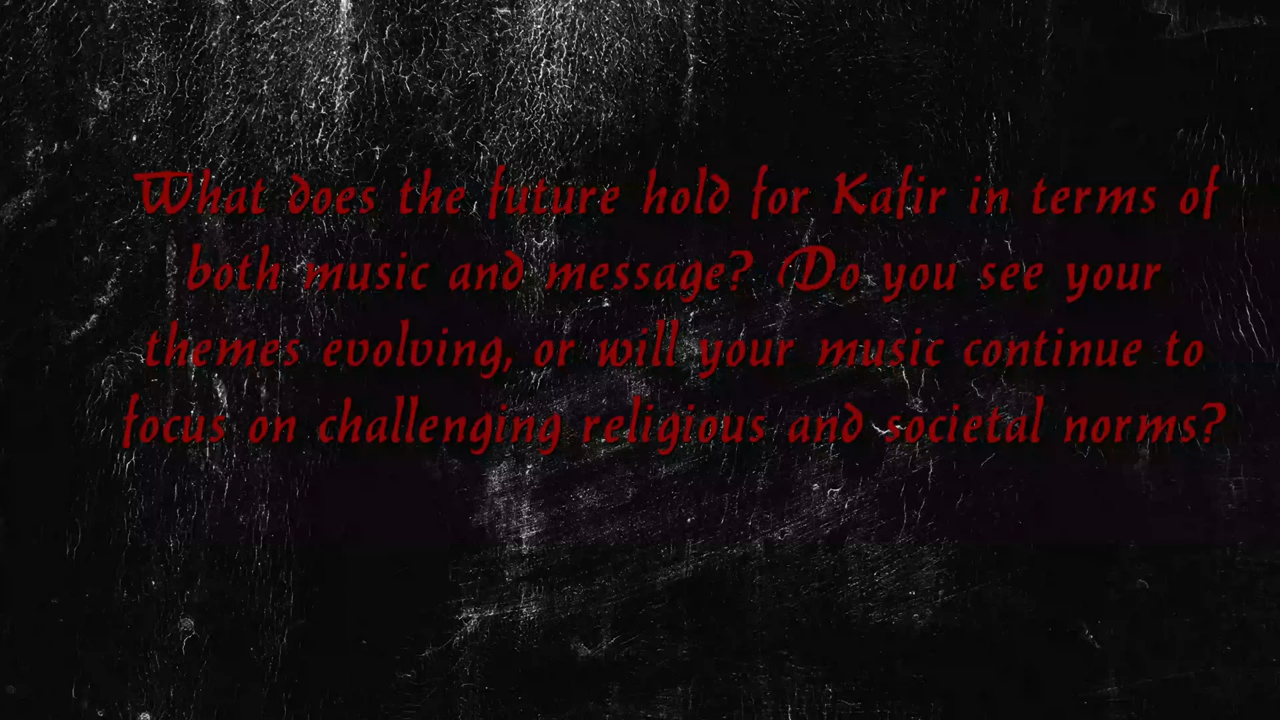 What does the future hold for Kafir in terms of
both music and message? Do you see your
themes evolving, or will your music continue to
focus on challenging religious and societal norms?